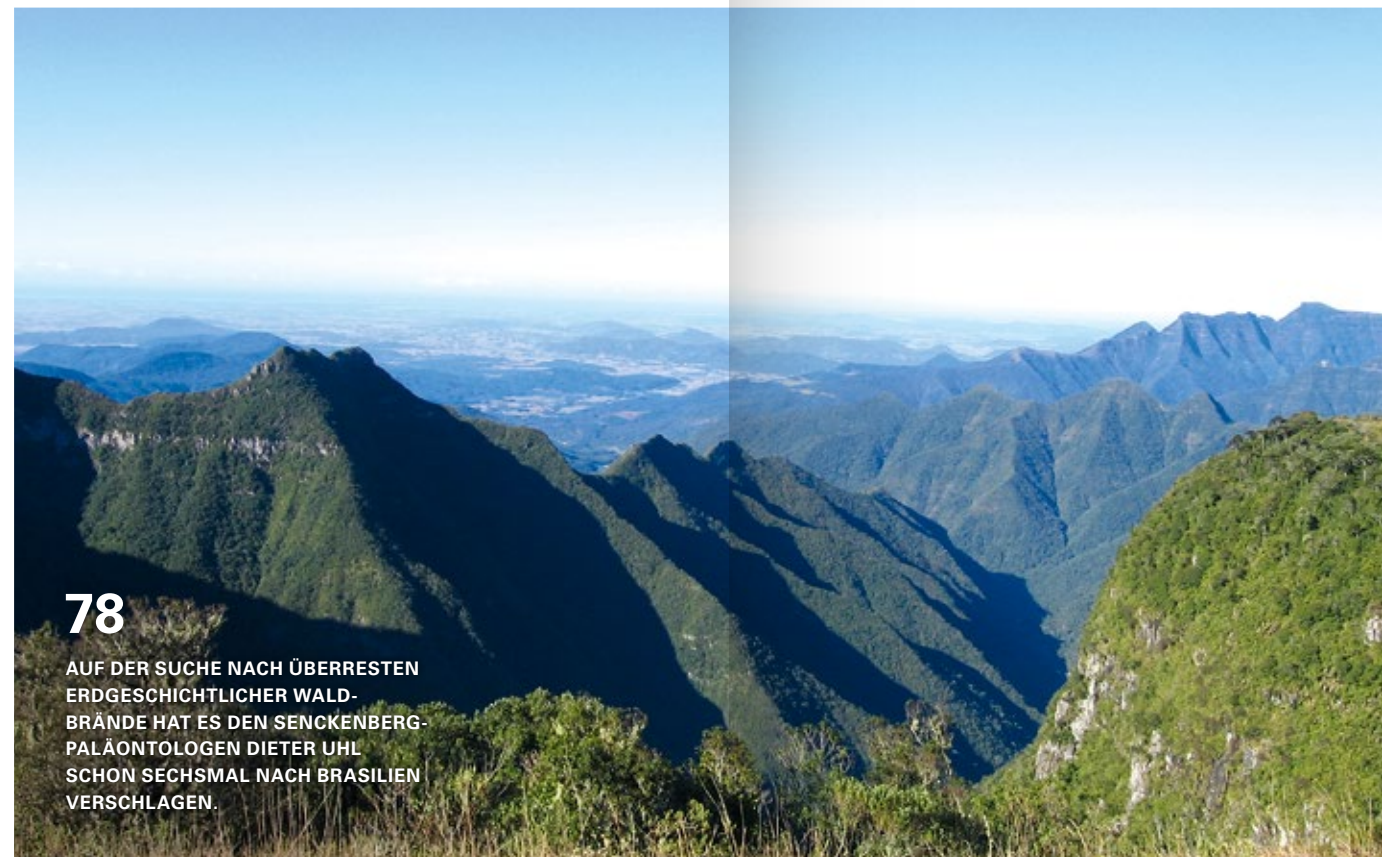 78
AUF DER SUCHE NACH ÜBERRESTEN
ERDGESCHICHTLICHER WALD-
BRÄNDE HAT ES DEN SENCKENBERG-
PALÄONTOLOGEN DIETER UHL
SCHON SECHSMAL NACH BRASILIEN
VERSCHLAGEN.